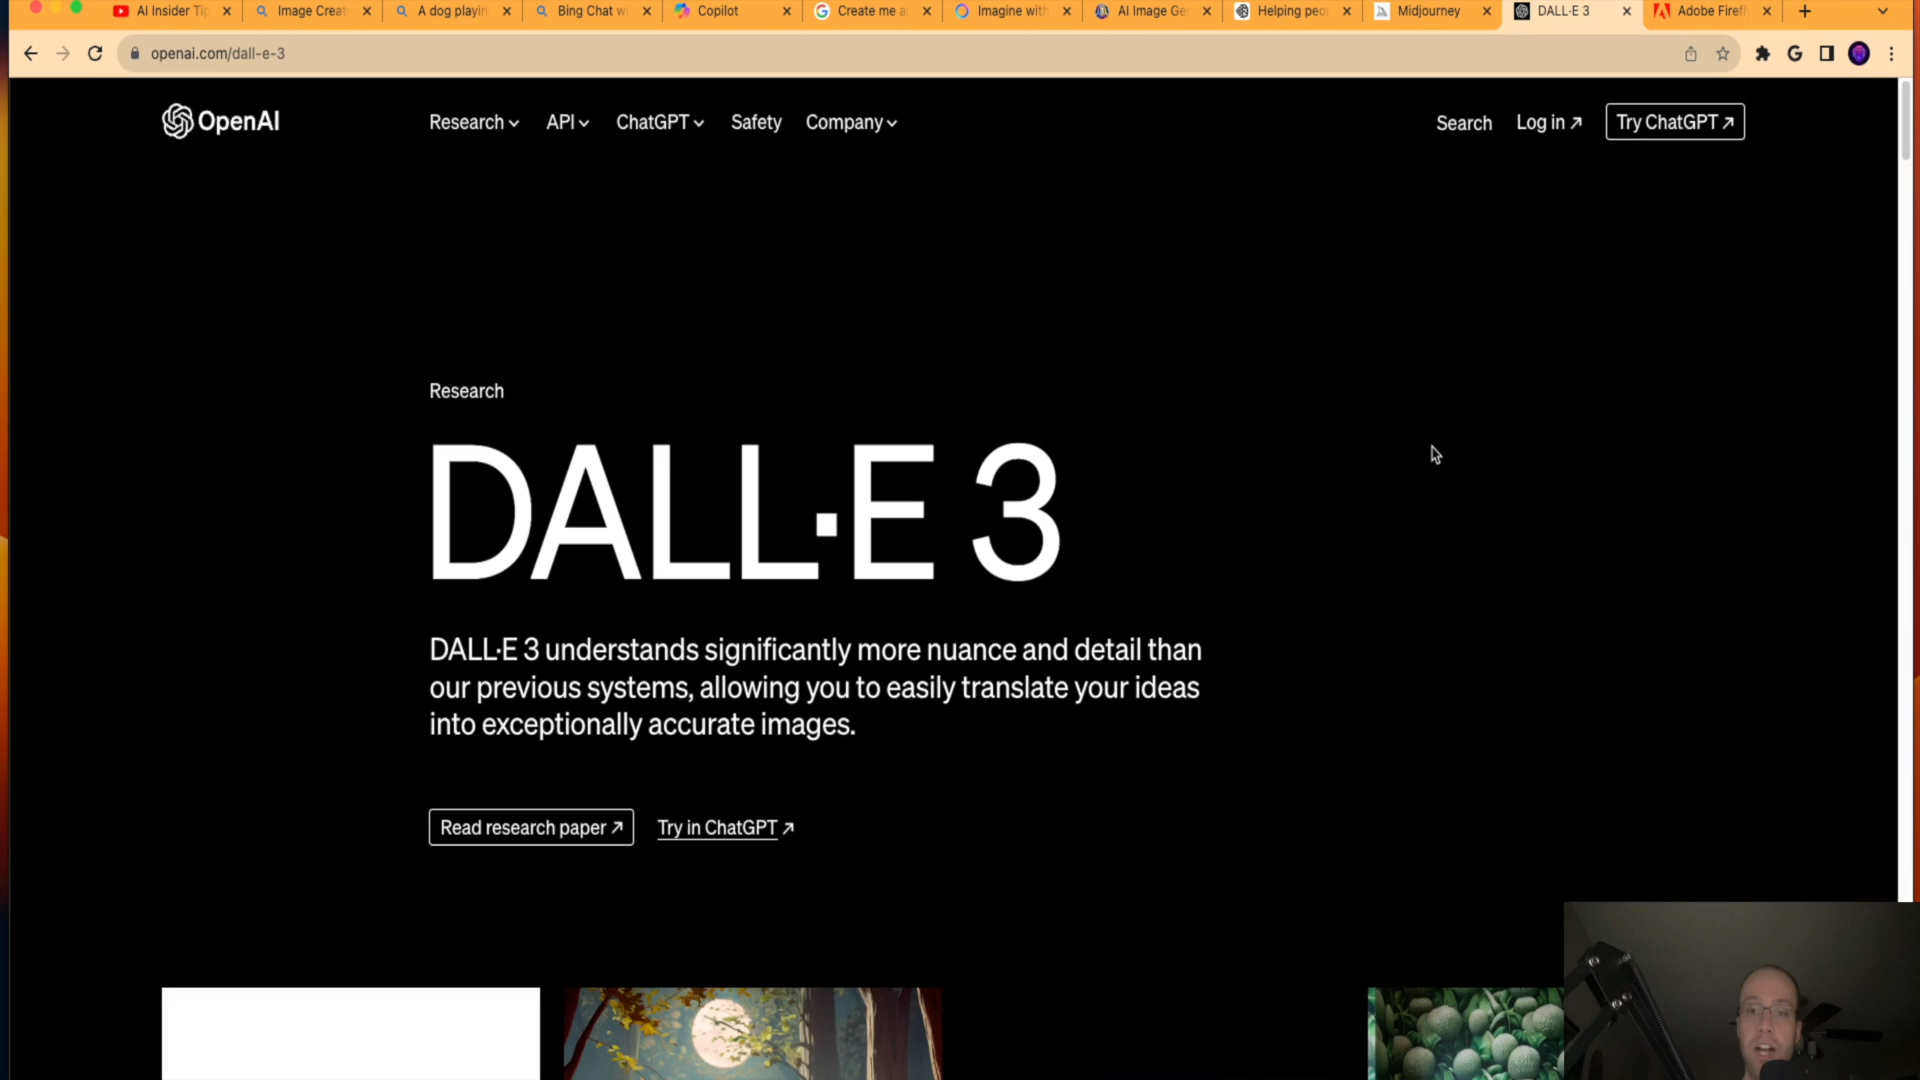 AI Insider Tip
Image Creat
A dog playin
Bing Chat w
Copilot
Create me a
Imagine with
AI Image Ge
Helping peo
Midjourney
DALL·E 3
Adobe Firefl
openai.com/dall-e-3
OpenAI
Research
API
ChatGPT
Safety
Company
Search
Log in ↗
Try ChatGPT ↗
Research
DALL·E 3
DALL·E 3 understands significantly more nuance and detail than
our previous systems, allowing you to easily translate your ideas
into exceptionally accurate images.
Read research paper ↗
Try in ChatGPT ↗